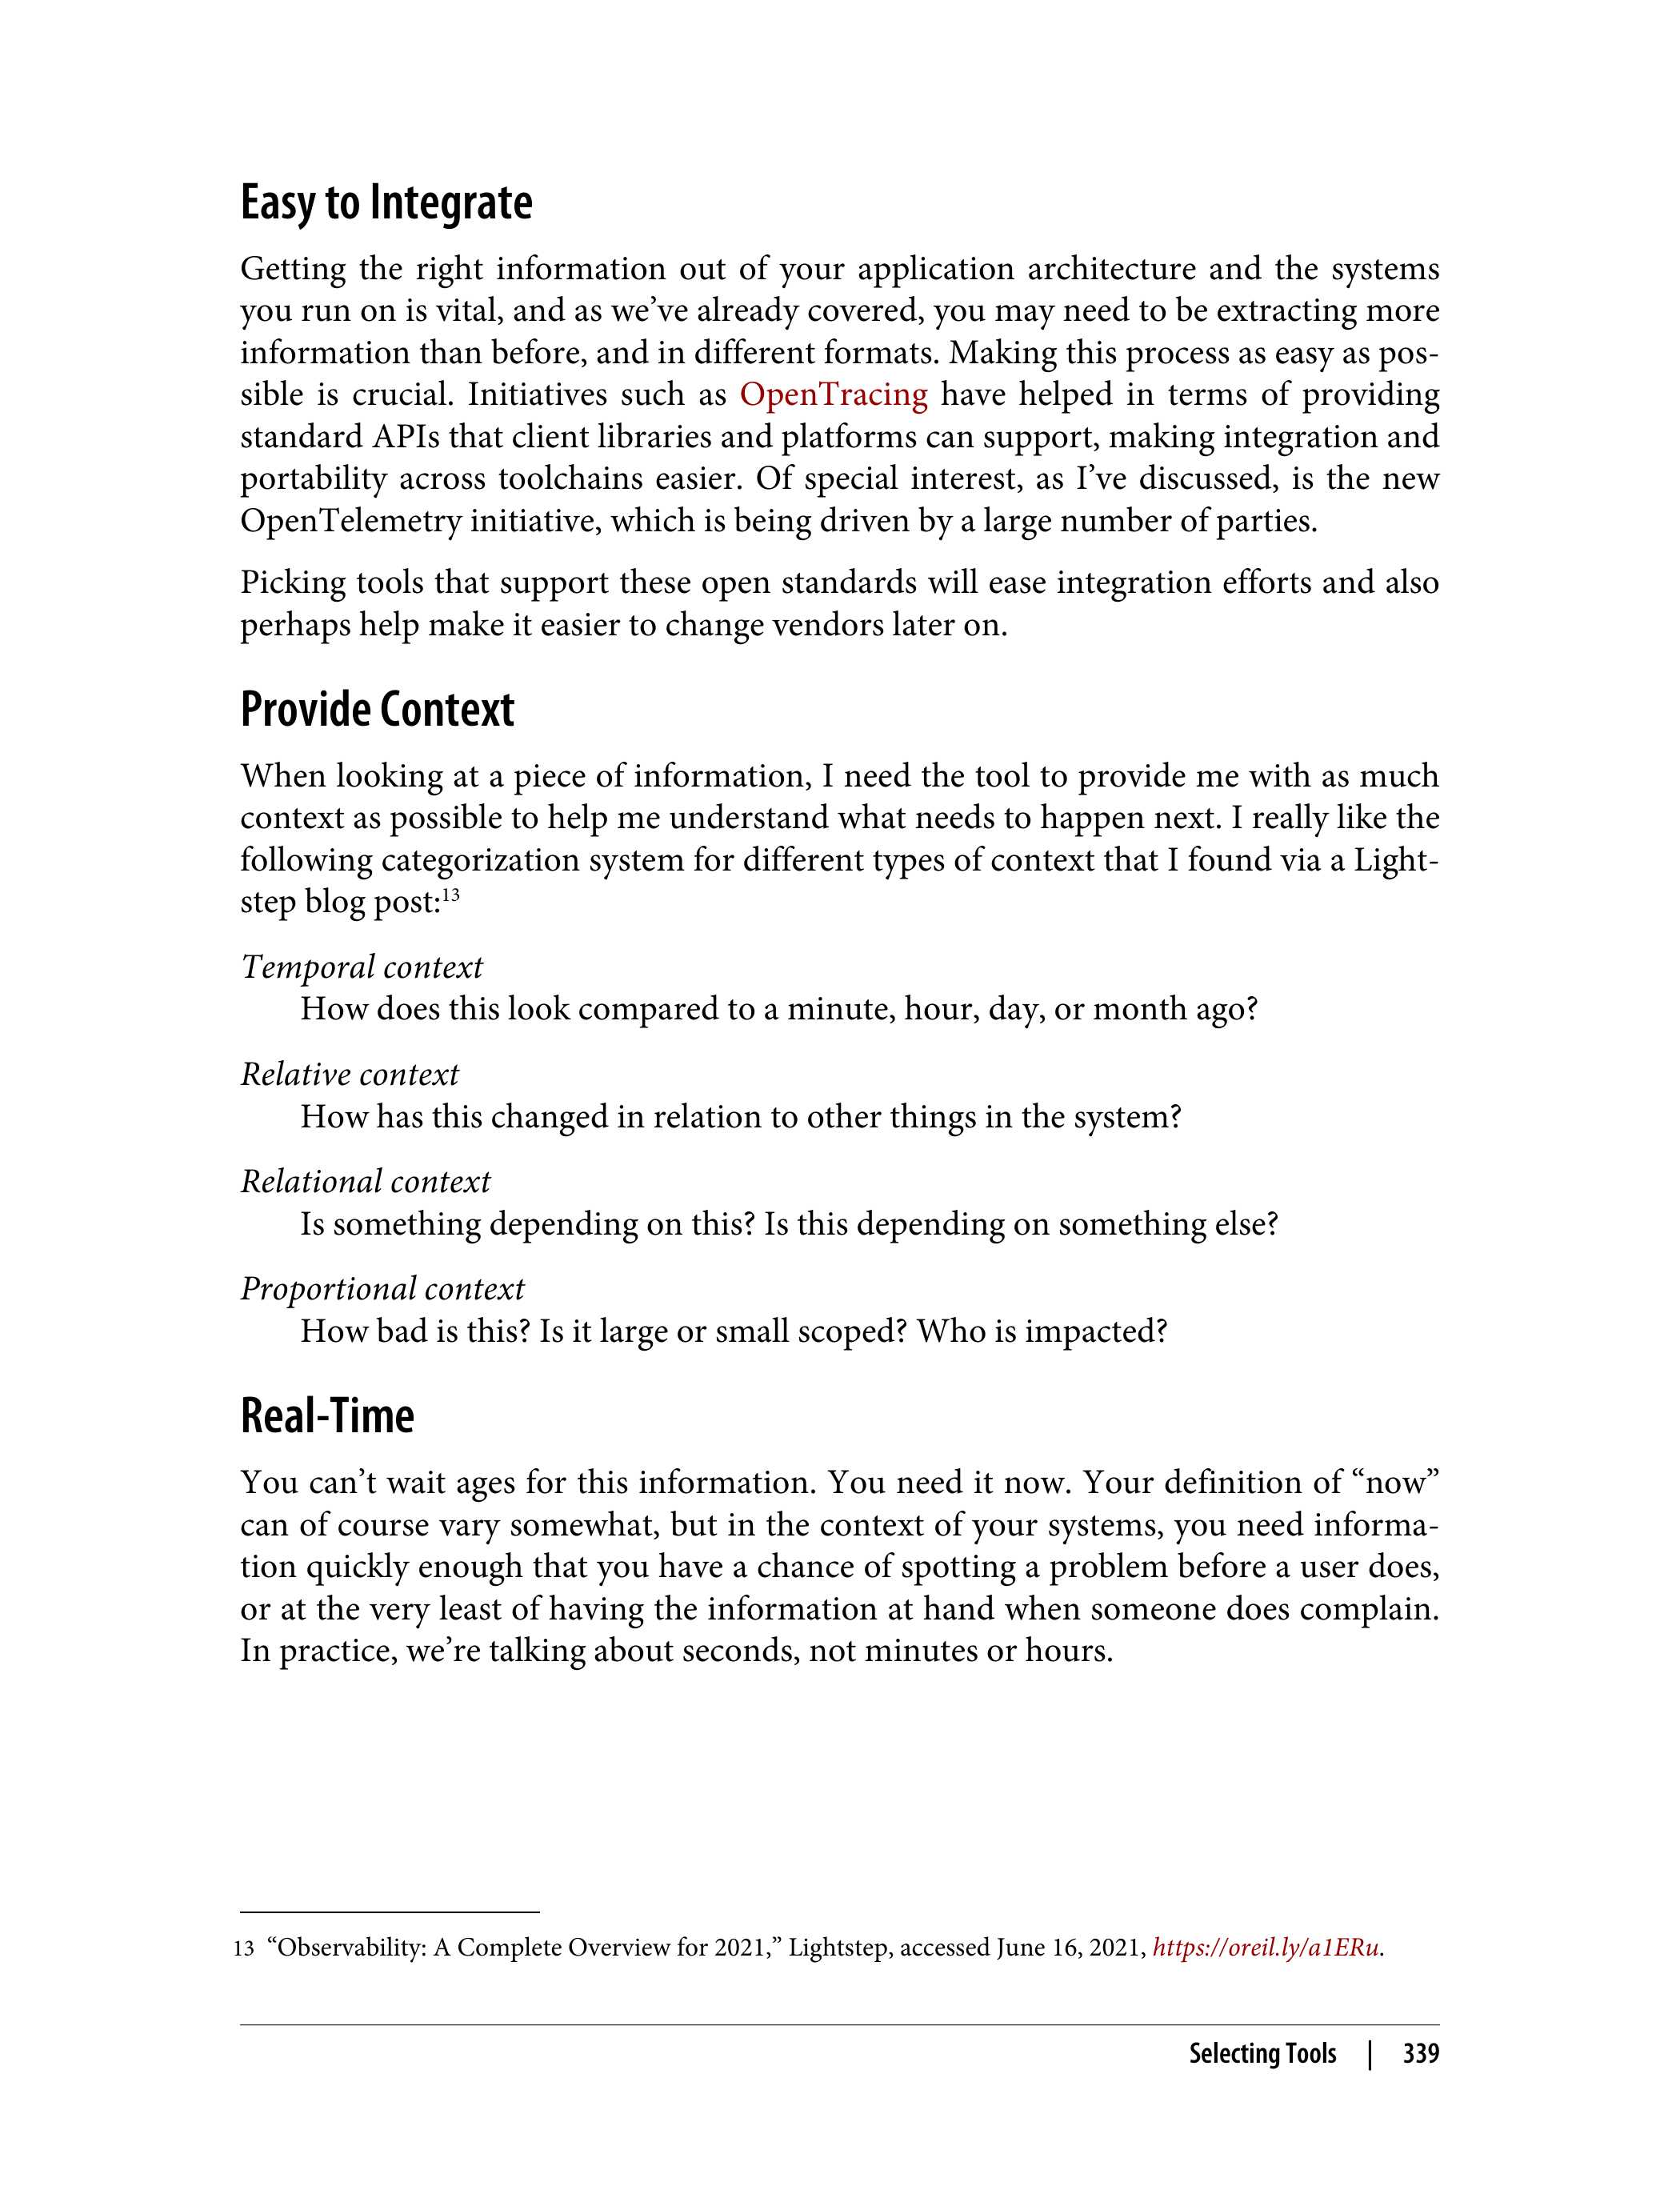 Easy to Integrate
Getting the right information out of your application architecture and the systems
you run on is vital, and as we’ve already covered, you may need to be extracting more
information than before, and in different formats. Making this process as easy as pos-
sible is crucial. Initiatives such as OpenTracing have helped in terms of providing
standard APIs that client libraries and platforms can support, making integration and
portability across toolchains easier. Of special interest, as I’ve discussed, is the new
OpenTelemetry initiative, which is being driven by a large number of parties.
Picking tools that support these open standards will ease integration efforts and also
perhaps help make it easier to change vendors later on.
Provide Context
When looking at a piece of information, I need the tool to provide me with as much
context as possible to help me understand what needs to happen next. I really like the
following categorization system for different types of context that I found via a Light-
step blog post:13
Temporal context
How does this look compared to a minute, hour, day, or month ago?
Relative context
How has this changed in relation to other things in the system?
Relational context
Is something depending on this? Is this depending on something else?
Proportional context
How bad is this? Is it large or small scoped? Who is impacted?
Real-Time
You can’t wait ages for this information. You need it now. Your definition of “now”
can of course vary somewhat, but in the context of your systems, you need informa-
tion quickly enough that you have a chance of spotting a problem before a user does,
or at the very least of having the information at hand when someone does complain.
In practice, we’re talking about seconds, not minutes or hours.
13 “Observability: A Complete Overview for 2021,” Lightstep, accessed June 16, 2021, https://oreil.ly/a1ERu.
Selecting Tools | 339